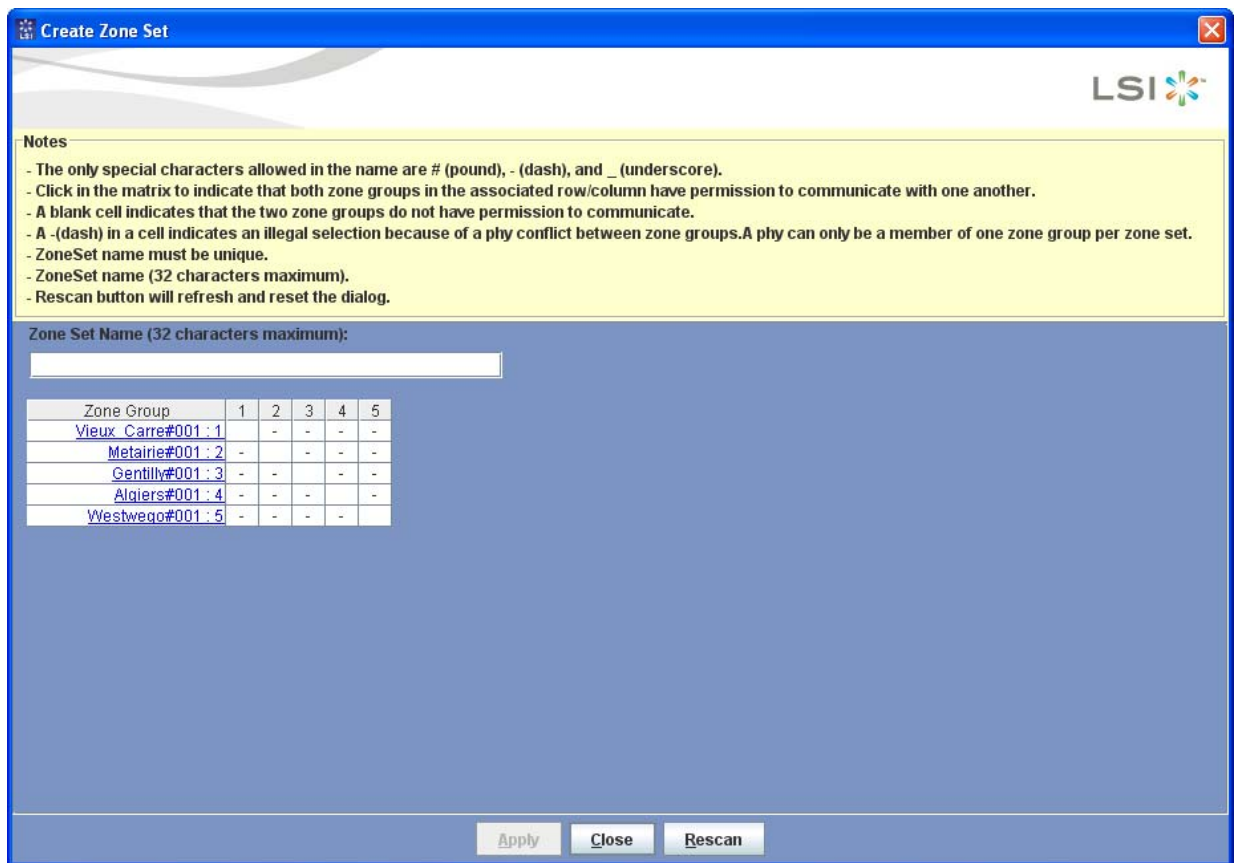 LSI
Create Zone Set
LSI™
Notes
- The only special characters allowed in the name are # (pound), - (dash), and _ (underscore).
- Click in the matrix to indicate that both zone groups in the associated row/column have permission to communicate with one another.
- A blank cell indicates that the two zone groups do not have permission to communicate.
- A -(dash) in a cell indicates an illegal selection because of a phy conflict between zone groups.A phy can only be a member of one zone group per zone set.
- ZoneSet name must be unique.
- ZoneSet name (32 characters maximum).
- Rescan button will refresh and reset the dialog.
Zone Set Name (32 characters maximum):
Zone Group 1 2 3 4 5
Vieux_Carre#001 : 1 - - - -
Metairie#001 : 2 - - - -
Gentilly#001 : 3 - - - -
Algiers#001 : 4 - - - -
Westwego#001 : 5 - - - -
Apply Close Rescan